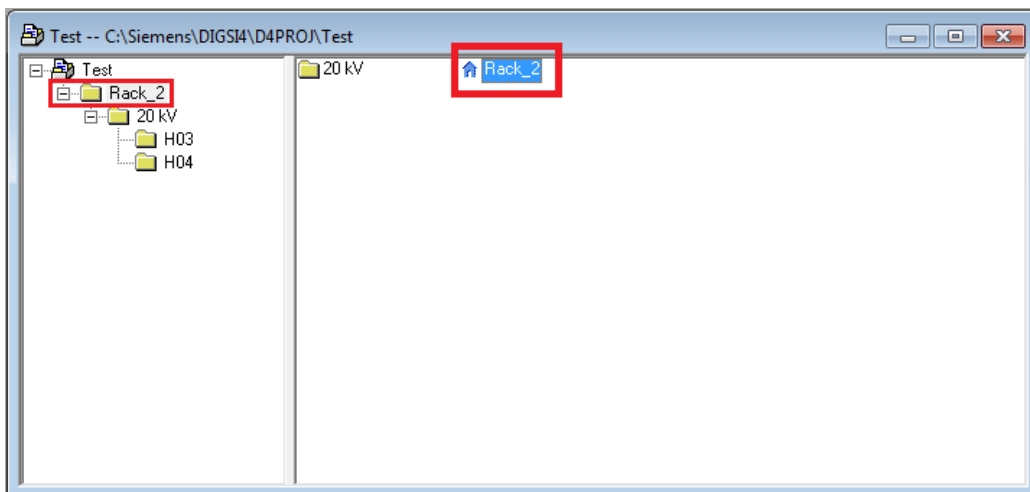 Test -- C:\Siemens\DIGSI4\D4PROJ\Test
Test
Rack_2
20 kV
H03
H04
20 kV
Rack_2